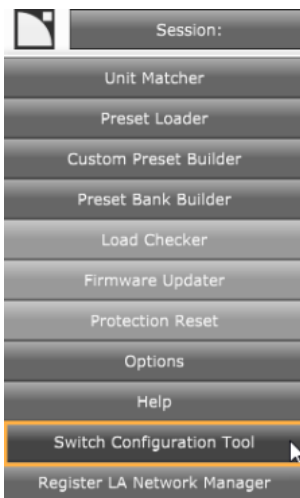 Session:
Unit Matcher
Preset Loader
Custom Preset Builder
Preset Bank Builder
Load Checker
Firmware Updater
Protection Reset
Options
Help
Switch Configuration Tool
Register LA Network Manager